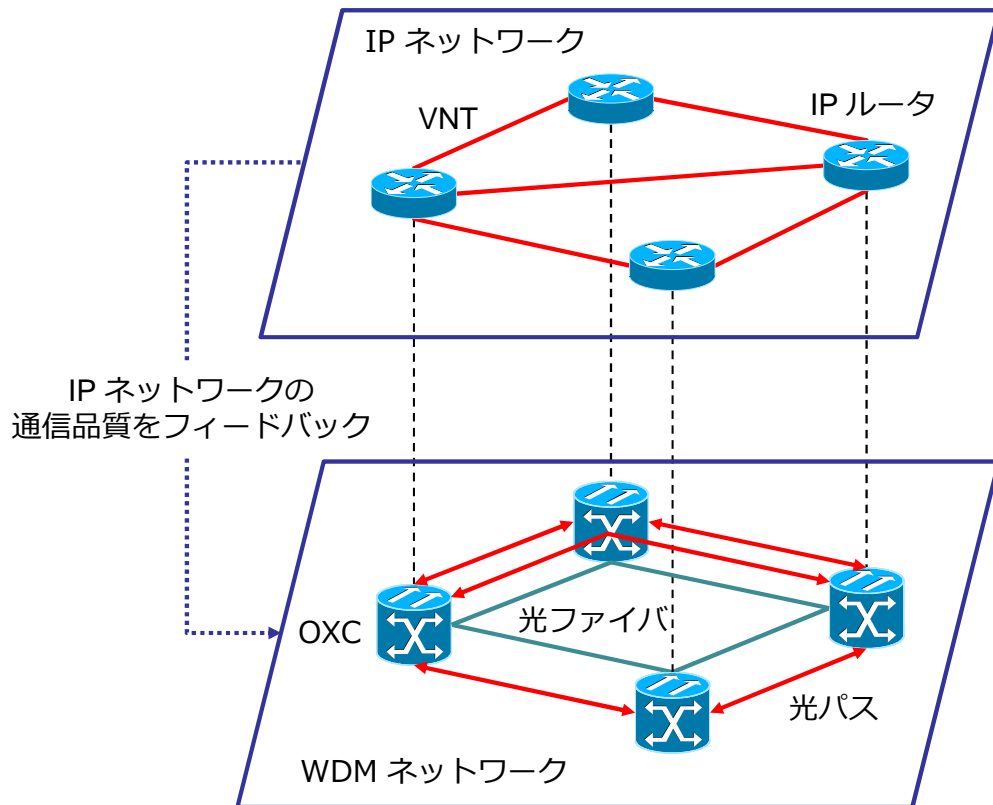 IP ネットワーク
VNT
IP ルータ
IP ネットワークの
通信品質をフィードバック
OXC
光ファイバ
光パス
WDM ネットワーク